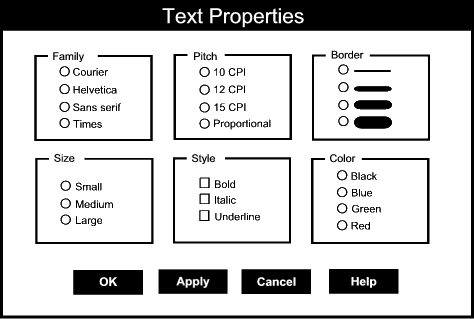 Text Properties
Family
Courier
Helvetica
Sans serif
Times
Pitch
10 CPI
12 CPI
15 CPI
Proportional
Border
Size
Small
Medium
Large
Style
Bold
Italic
Underline
Color
Black
Blue
Green
Red
OK
Apply
Cancel
Help